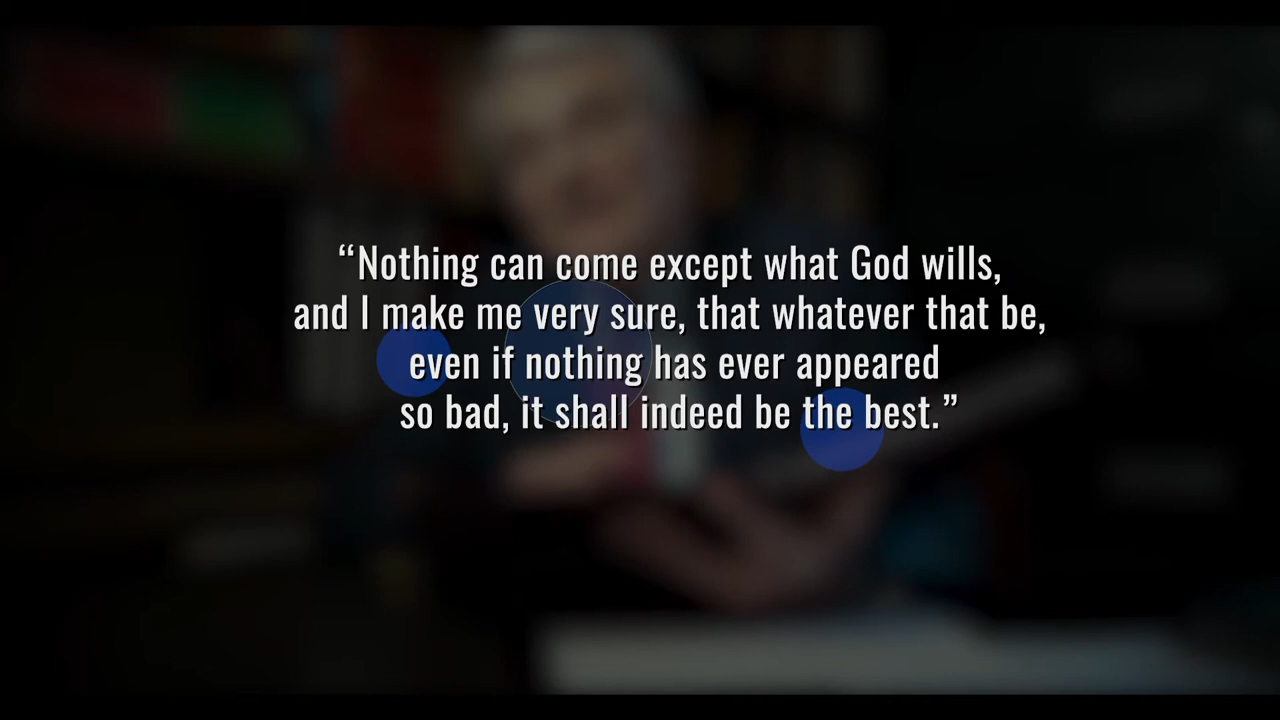 “Nothing can come except what God wills,
and I make me very sure, that whatever that be,
even if nothing has ever appeared
so bad, it shall indeed be the best.”